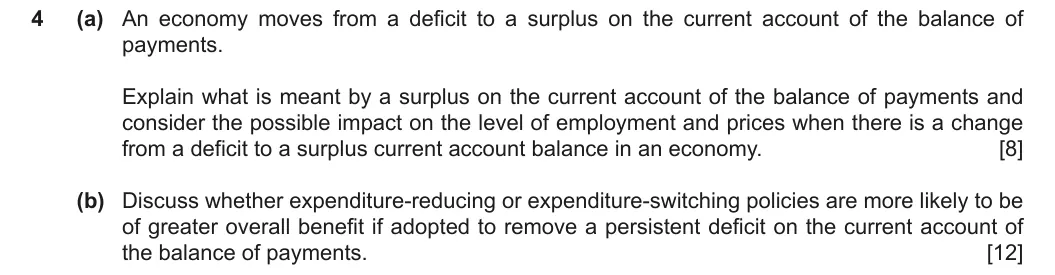 4 (a) An economy moves from a deficit to a surplus on the current account of the balance of
payments.
Explain what is meant by a surplus on the current account of the balance of payments and
consider the possible impact on the level of employment and prices when there is a change
from a deficit to a surplus current account balance in an economy. [8]
(b) Discuss whether expenditure-reducing or expenditure-switching policies are more likely to be
of greater overall benefit if adopted to remove a persistent deficit on the current account of
the balance of payments. [12]